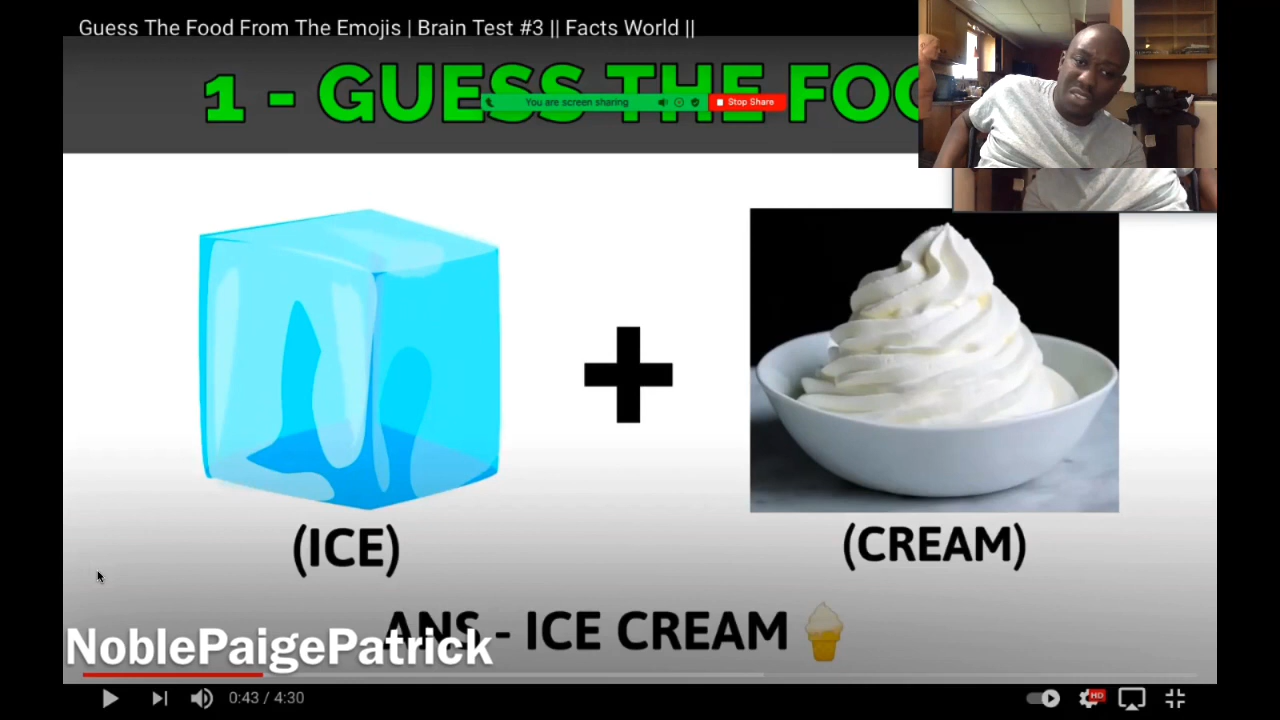 Guess The Food From The Emojis | Brain Test #3 || Facts World ||
1 - GUESS THE FOO
You are screen sharing
Stop Share
(ICE)
(CREAM)
ANS - ICE CREAM
NoblePaigePatrick
0:43 / 4:30
HD